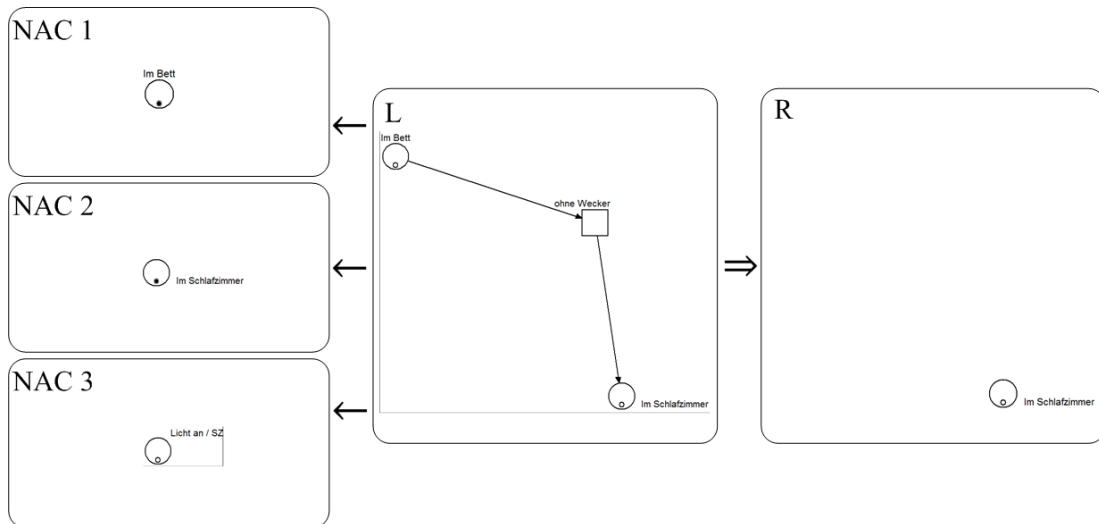 NAC 1
Im Bett
NAC 2
Im Schlafzimmer
NAC 3
Licht an / SZ
L
Im Bett
ohne Wecker
Im Schlafzimmer
R
Im Schlafzimmer